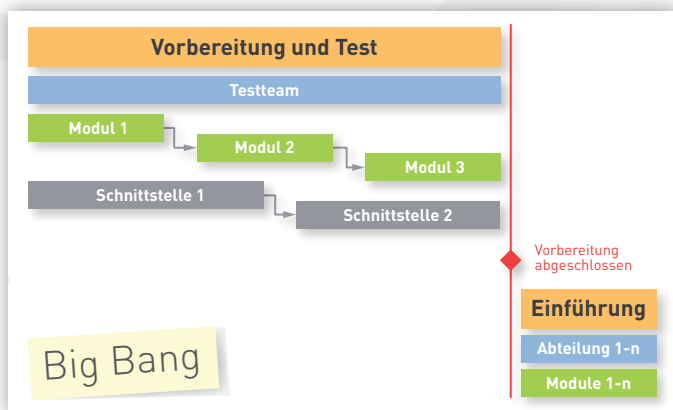 Vorbereitung und Test
Testteam
Modul 1
Modul 2
Modul 3
Schnittstelle 1
Schnittstelle 2
Vorbereitung
abgeschlossen
Einführung
Abteilung 1-n
Module 1-n
Big Bang